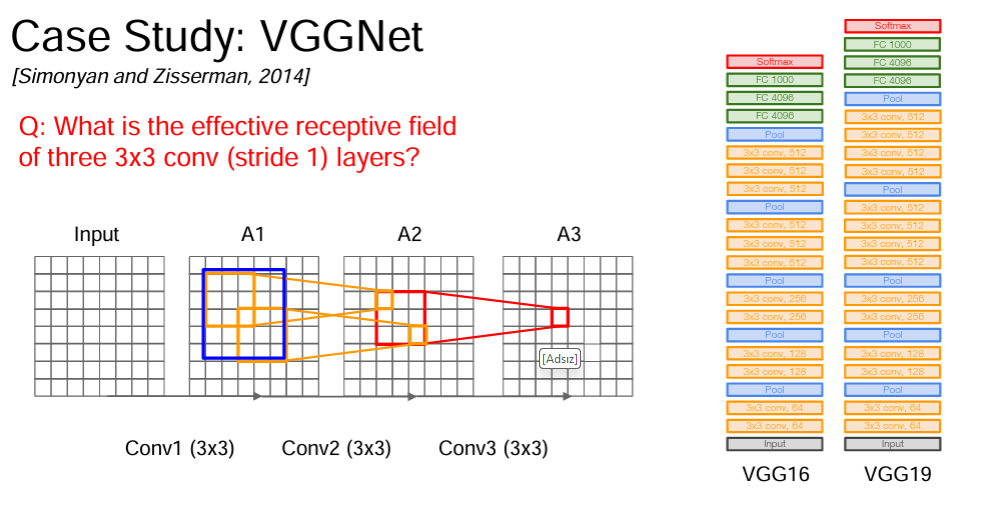 Case Study: VGGNet
[Simonyan and Zisserman, 2014]
Q: What is the effective receptive field
of three 3x3 conv (stride 1) layers?
Input
A1
A2
A3
[Adsız]
Conv1 (3x3)
Conv2 (3x3)
Conv3 (3x3)
Softmax
FC 1000
FC 4096
FC 4096
Pool
3x3 conv, 512
3x3 conv, 512
3x3 conv, 512
Pool
3x3 conv, 512
3x3 conv, 512
3x3 conv, 512
Pool
3x3 conv, 256
3x3 conv, 256
Pool
3x3 conv, 128
3x3 conv, 128
Pool
3x3 conv, 64
3x3 conv, 64
Input
VGG16
Softmax
FC 1000
FC 4096
FC 4096
Pool
3x3 conv, 512
3x3 conv, 512
3x3 conv, 512
3x3 conv, 512
Pool
3x3 conv, 512
3x3 conv, 512
3x3 conv, 512
3x3 conv, 512
Pool
3x3 conv, 256
3x3 conv, 256
Pool
3x3 conv, 128
3x3 conv, 128
Pool
3x3 conv, 64
3x3 conv, 64
Input
VGG19